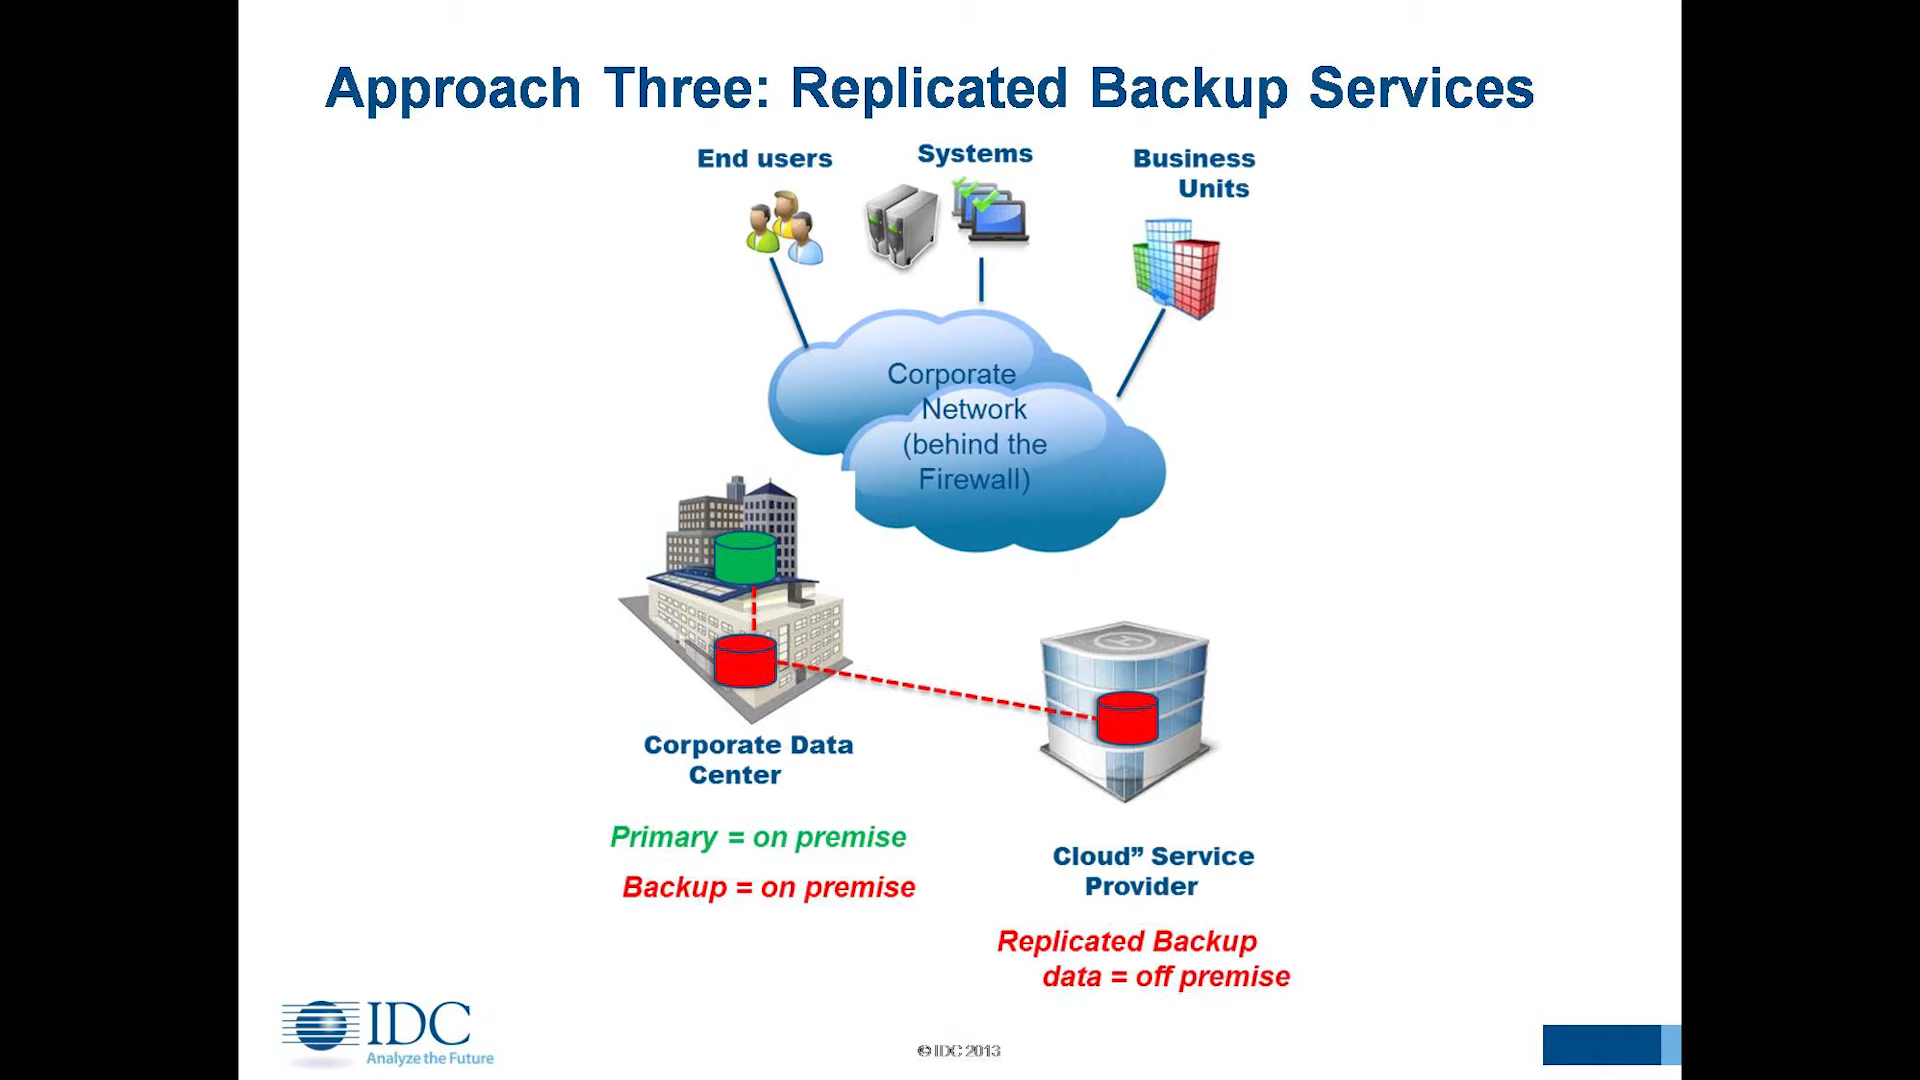 Approach Three: Replicated Backup Services
End users
Systems
Business
Units
Corporate
Network
(behind the
Firewall)
Corporate Data
Center
Primary = on premise
Backup = on premise
Cloud” Service
Provider
Replicated Backup
data = off premise
IDC
Analyze the Future
© IDC 2013